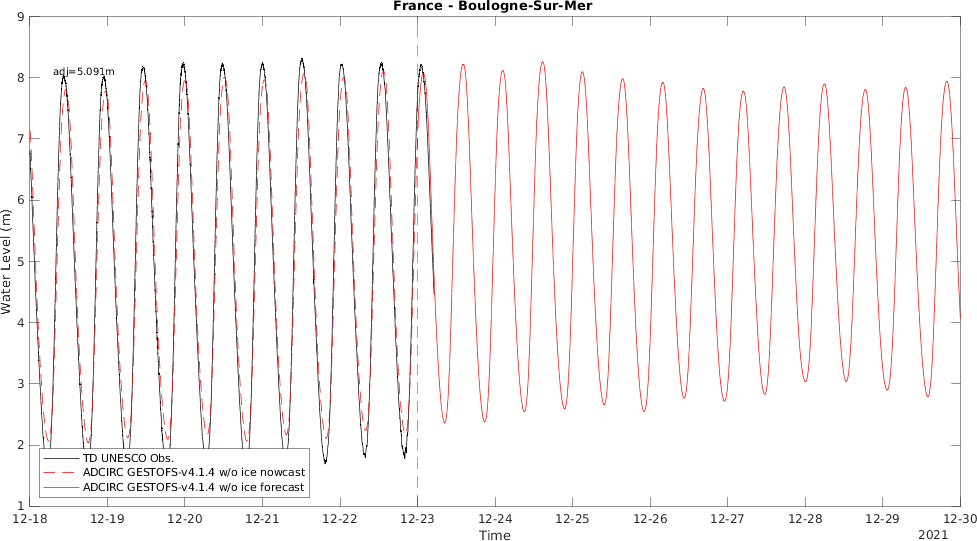 France - Boulogne-Sur-Mer
adj=5.091m
9
8
7
6
5
4
3
2
1
Water Level (m)
TD UNESCO Obs.
ADCIRC GESTOFS-v4.1.4 w/o ice nowcast
ADCIRC GESTOFS-v4.1.4 w/o ice forecast
12-18 12-19 12-20 12-21 12-22 12-23 12-24 12-25 12-26 12-27 12-28 12-29 12-30
Time
2021